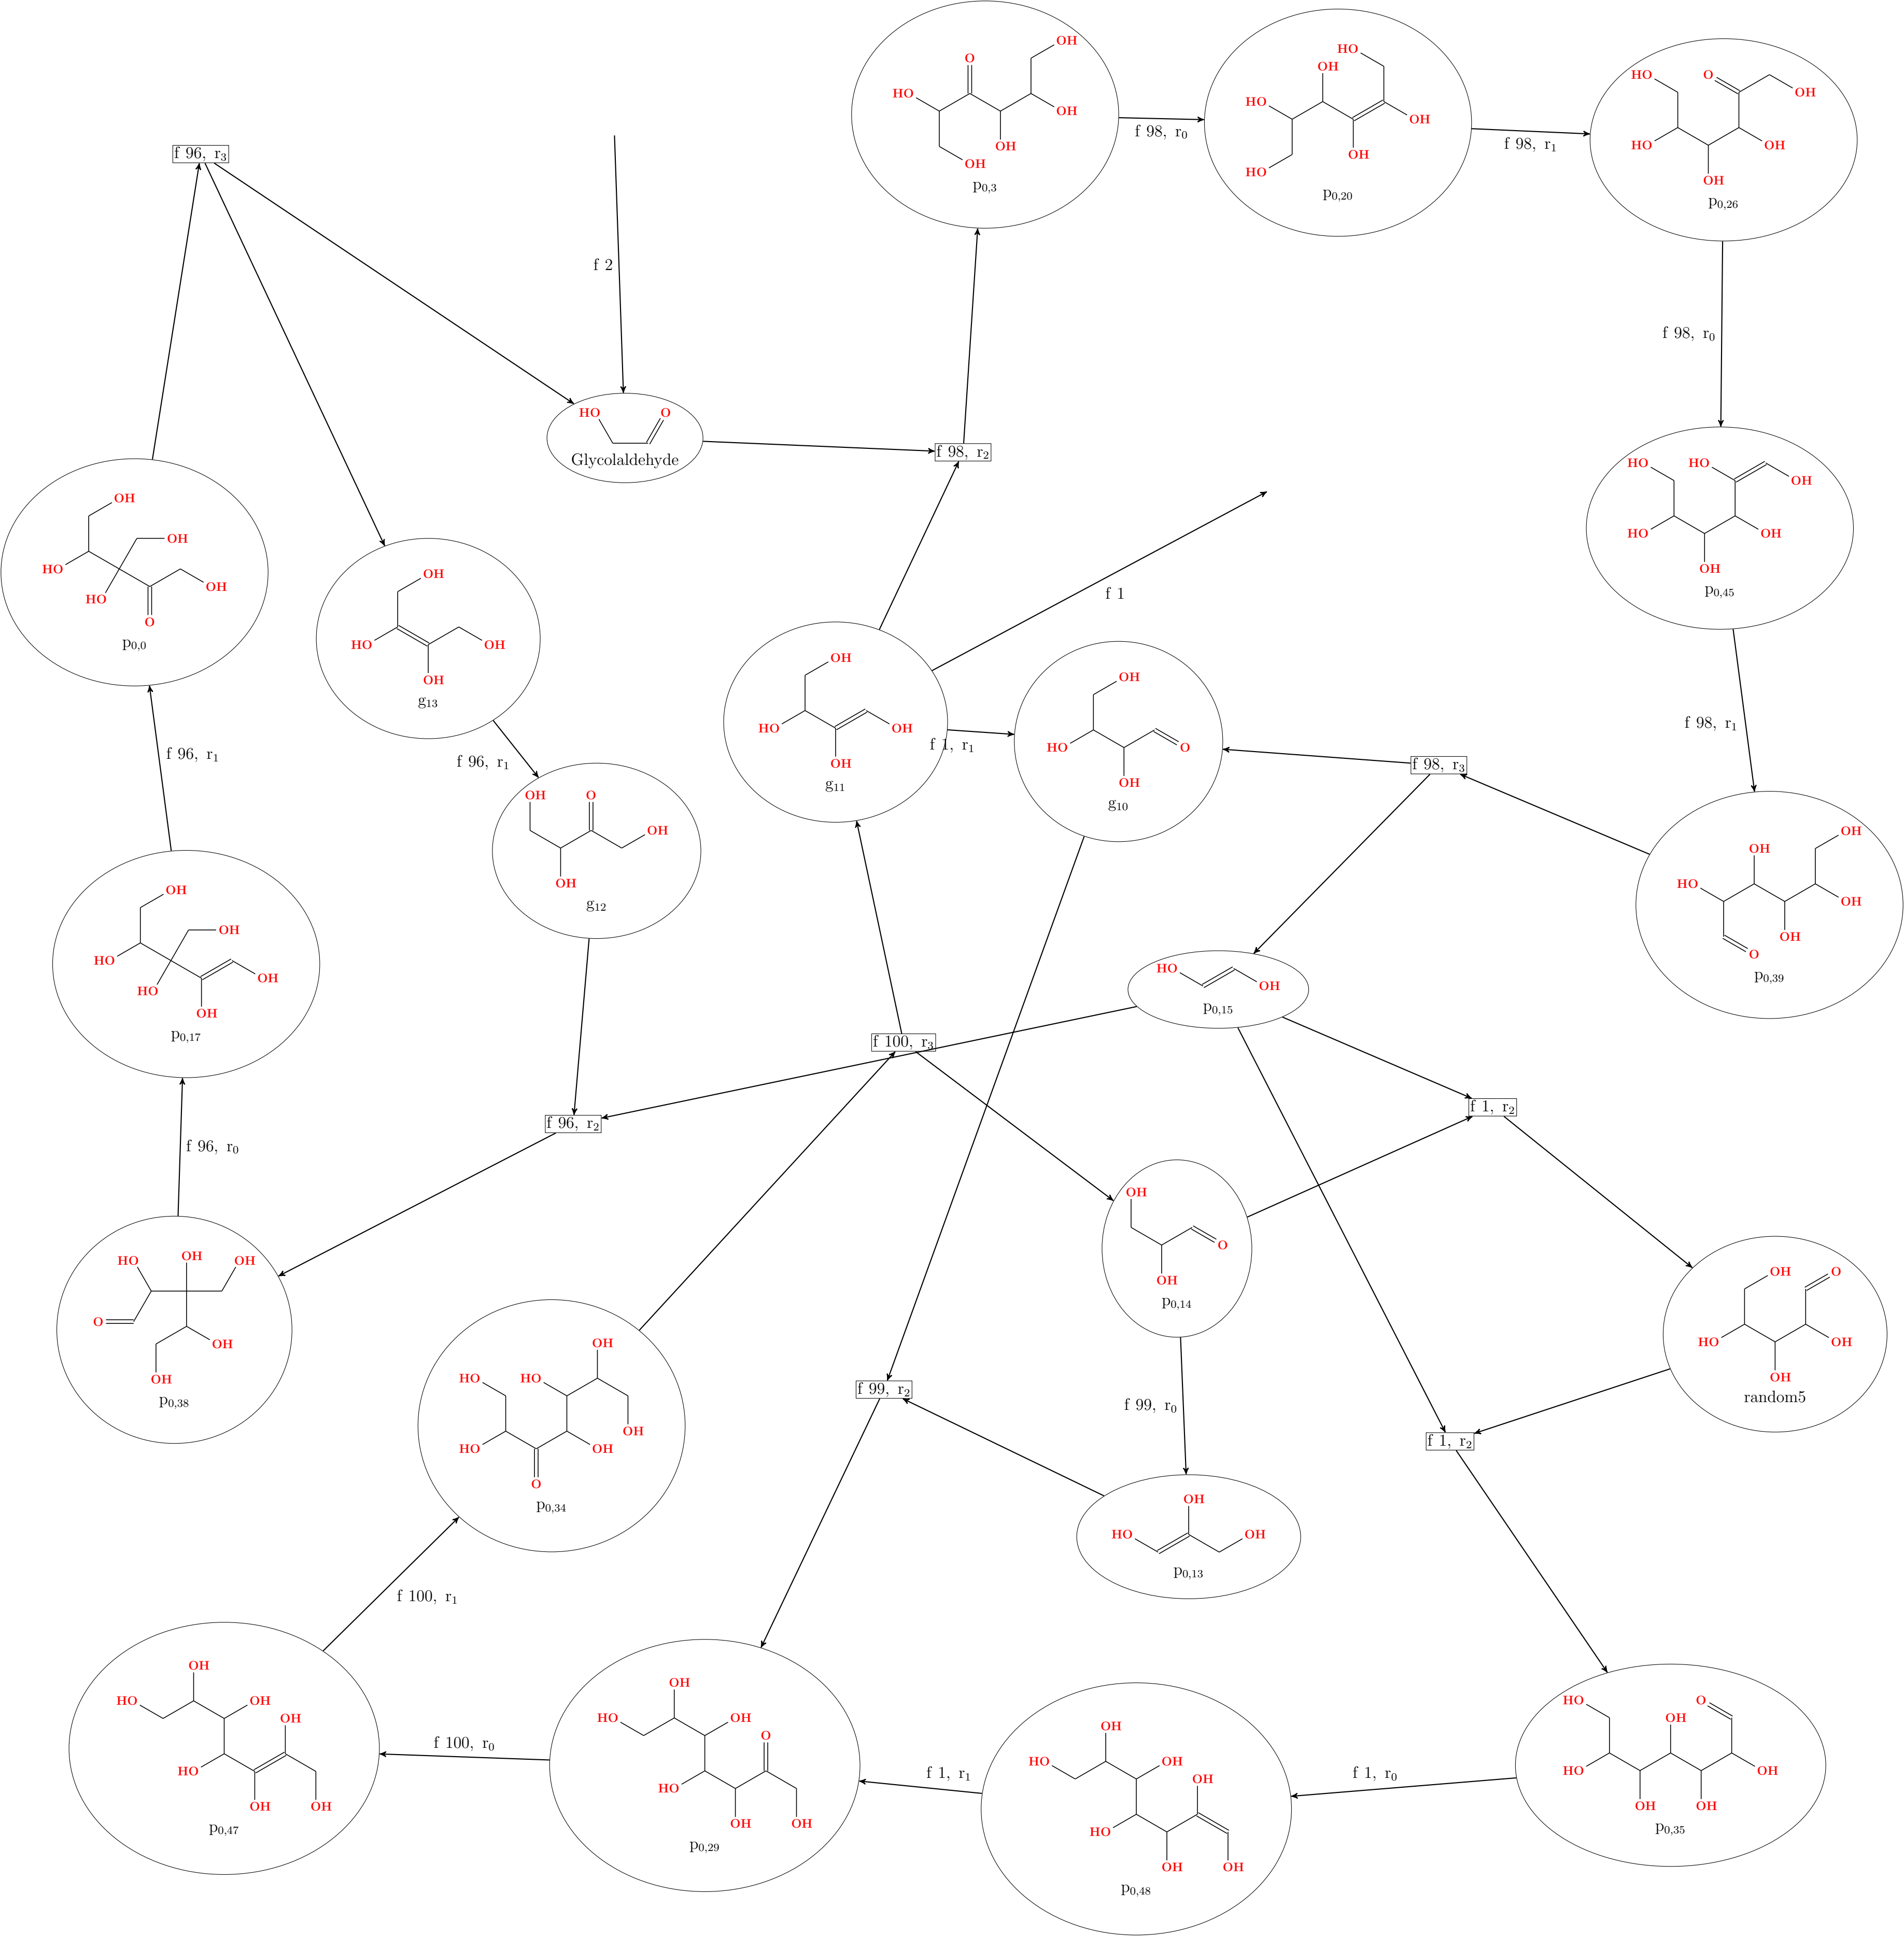 OH
O
HO
OH
OH
p0,3
f 98, r0
HO
OH
HO
OH
OH
HO
p0,20
f 98, r1
HO
O
OH
HO
OH
OH
p0,26
f 96, r3
f 2
f 98, r0
HO
O
Glycolaldehyde
f 98, r2
HO
HO
OH
HO
OH
OH
p0,45
OH
OH
HO
OH
HO
O
p0,0
OH
HO
OH
OH
g13
f 1
OH
HO
OH
OH
g11
f 1, r1
OH
HO
O
OH
g10
f 98, r1
f 98, r3
f 96, r1
f 96, r1
OH
O
OH
OH
g12
OH
OH
HO
OH
HO
O
OH
p0,39
OH
OH
HO
OH
HO
OH
p0,17
HO
OH
p0,15
f 100, r3
f 96, r2
f 1, r2
f 96, r0
OH
O
OH
p0,14
HO
OH
OH
O
OH
OH
p0,38
OH
O
HO
OH
OH
random5
OH
HO
HO
OH
HO
OH
O
p0,34
f 99, r2
f 99, r0
f 1, r2
OH
HO
OH
p0,13
f 100, r1
OH
HO
OH
OH
HO
OH
OH
p0,47
f 100, r0
OH
HO
OH
O
HO
OH
OH
p0,29
f 1, r1
OH
HO
OH
OH
HO
OH
OH
p0,48
f 1, r0
HO
O
OH
HO
OH
OH
OH
p0,35